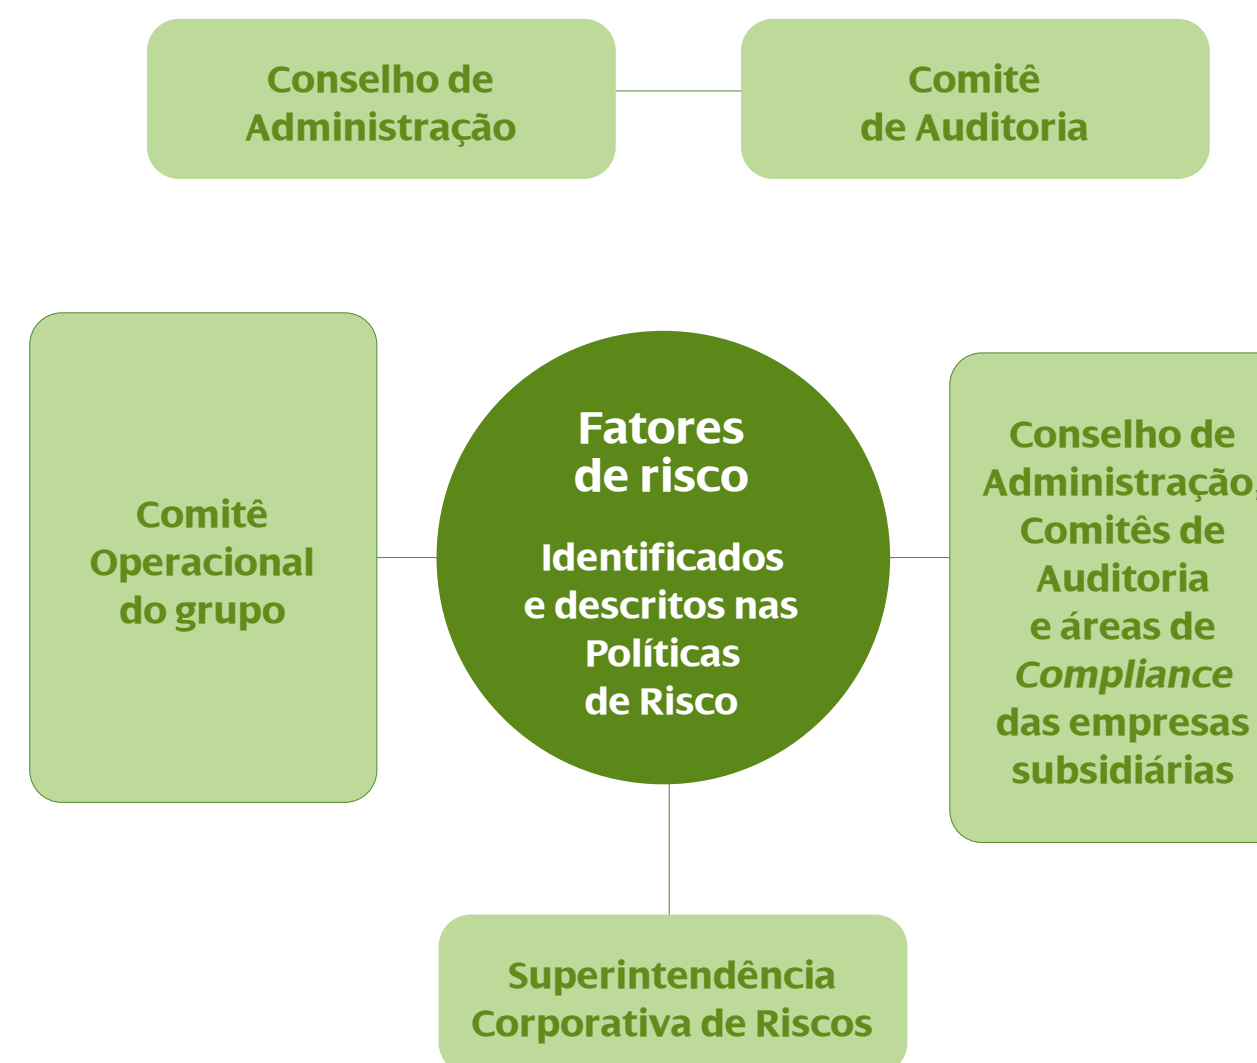 Conselho de
Administração
Comitê
de Auditoria
Comitê
Operacional
do grupo
Fatores
de risco
Identificados
e descritos nas
Políticas
de Risco
Conselho de
Administração,
Comitês de
Auditoria
e áreas de
Compliance
das empresas
subsidiárias
Superintendência
Corporativa de Riscos